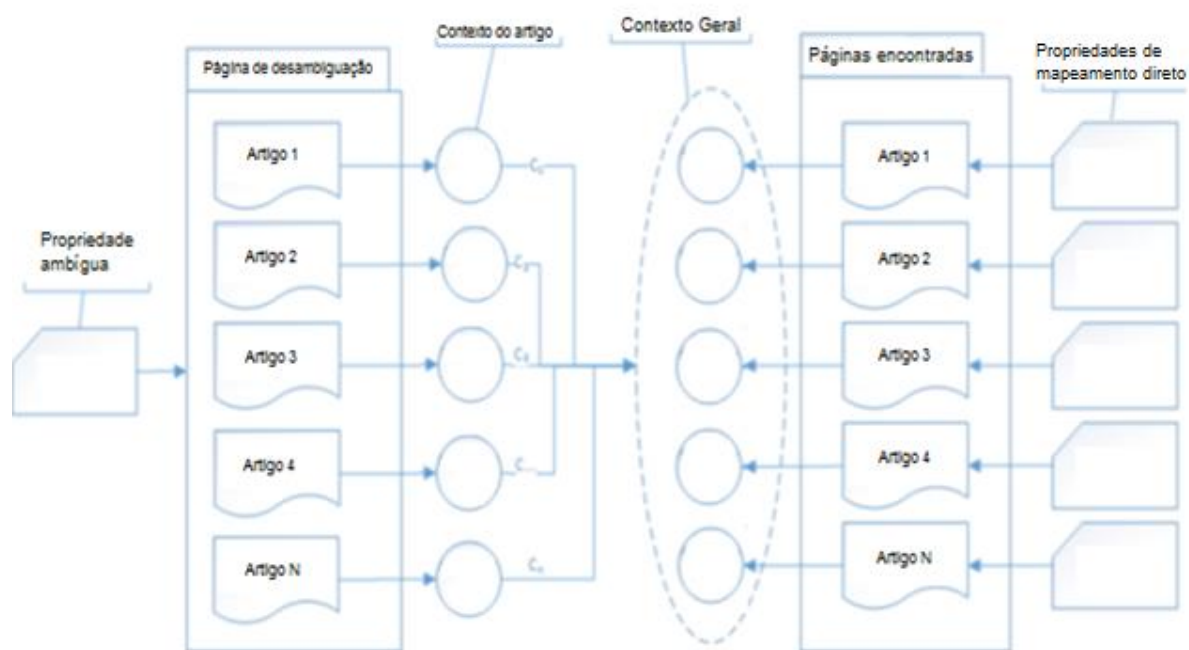 Contexto do artigo
Contexto Geral
Página de desambiguação
Páginas encontradas
Propriedades de
mapeamento direto
Propriedade
ambígua
Artigo 1
Artigo 2
Artigo 3
Artigo 4
Artigo N
Artigo 1
Artigo 2
Artigo 3
Artigo 4
Artigo N